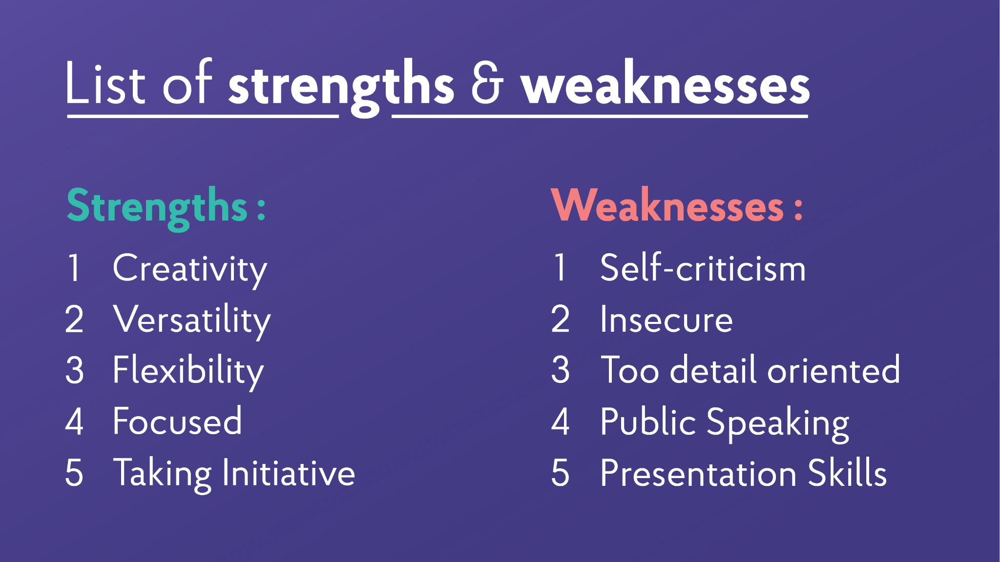 List of strengths & weaknesses
Strengths :
1 Creativity
2 Versatility
3 Flexibility
4 Focused
5 Taking Initiative
Weaknesses :
1 Self-criticism
2 Insecure
3 Too detail oriented
4 Public Speaking
5 Presentation Skills